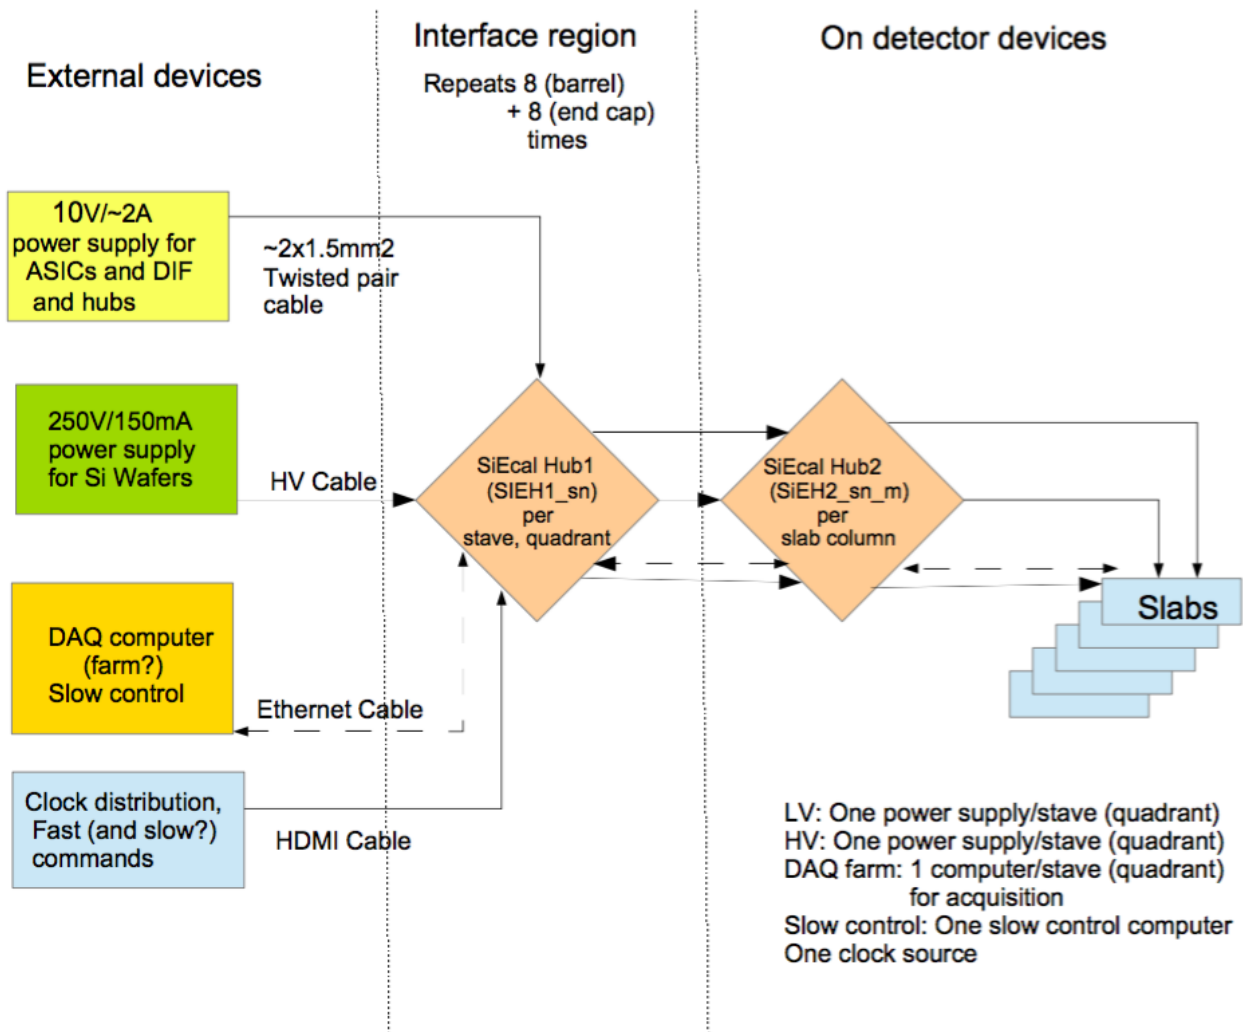 External devices
Interface region
Repeats 8 (barrel)
+ 8 (end cap)
times
On detector devices
10V/~2A
power supply for
ASICs and DIF
and hubs
~2x1.5mm2
Twisted pair
cable
250V/150mA
power supply
for Si Wafers
HV Cable
SiEcal Hub1
(SIEH1_sn)
per
stave, quadrant
SiEcal Hub2
(SiEH2_sn_m)
per
slab column
Slabs
DAQ computer
(farm?)
Slow control
Ethernet Cable
Clock distribution,
Fast (and slow?)
commands
HDMI Cable
LV: One power supply/stave (quadrant)
HV: One power supply/stave (quadrant)
DAQ farm: 1 computer/stave (quadrant)
for acquisition
Slow control: One slow control computer
One clock source